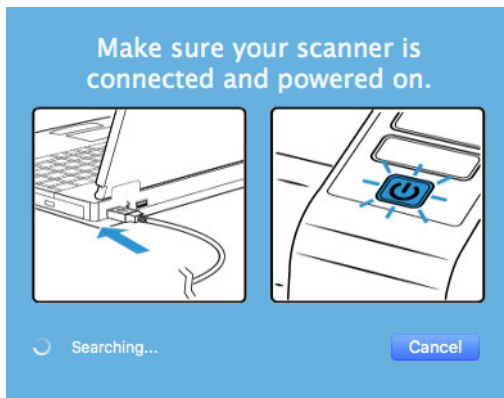 Make sure your scanner is
connected and powered on.
Searching...
Cancel